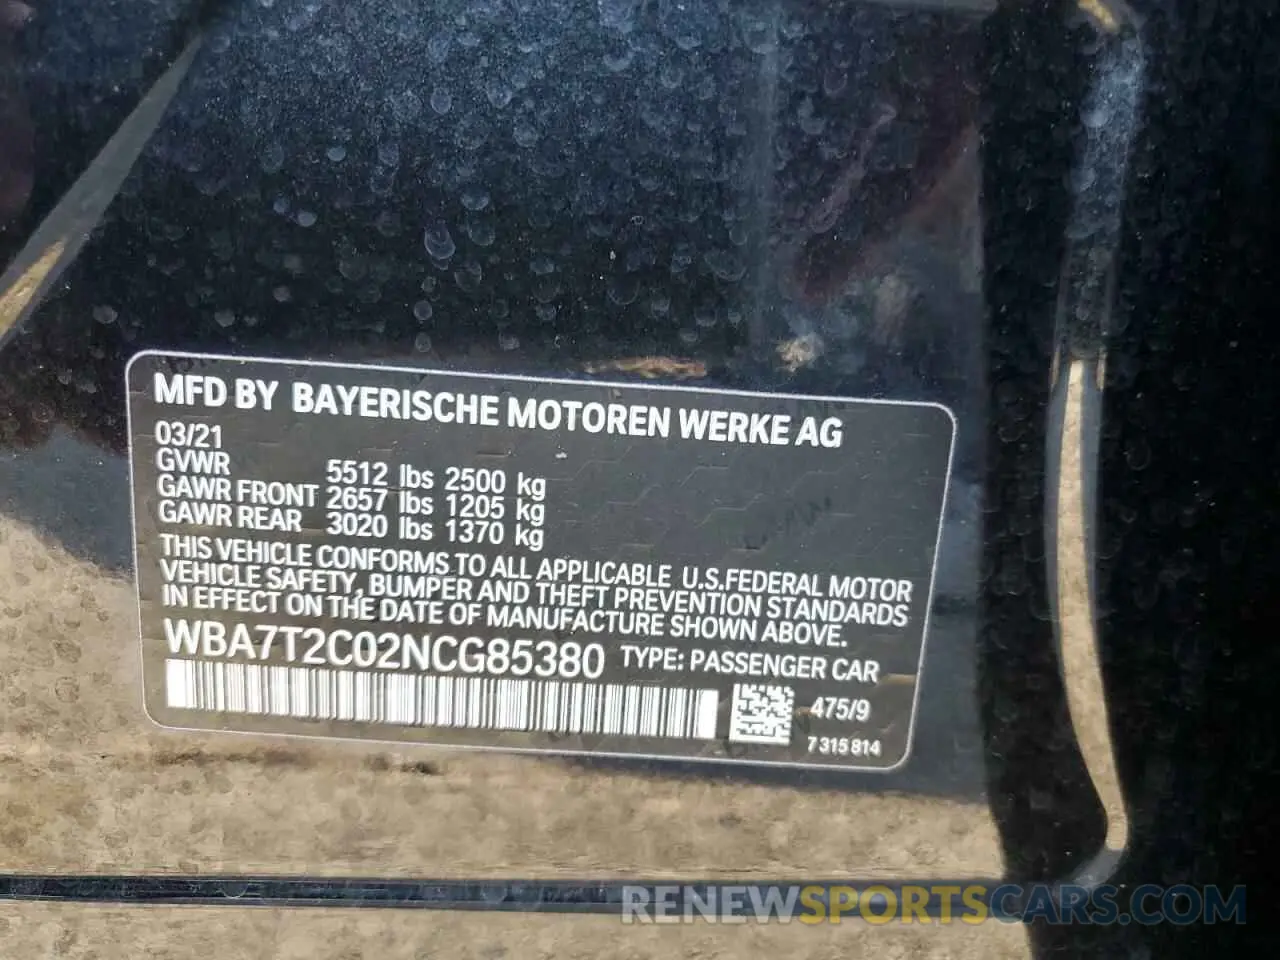 MFD BY BAYERISCHE MOTOREN WERKE AG
03/21
GVWR 5512 lbs 2500 kg
GAWR FRONT 2657 lbs 1205 kg
GAWR REAR 3020 lbs 1370 kg
THIS VEHICLE CONFORMS TO ALL APPLICABLE U.S.FEDERAL MOTOR
VEHICLE SAFETY, BUMPER AND THEFT PREVENTION STANDARDS
IN EFFECT ON THE DATE OF MANUFACTURE SHOWN ABOVE.
WBA7T2C02NCG85380 TYPE: PASSENGER CAR
475/9
7315814
RENEWSPORTSCARS.COM